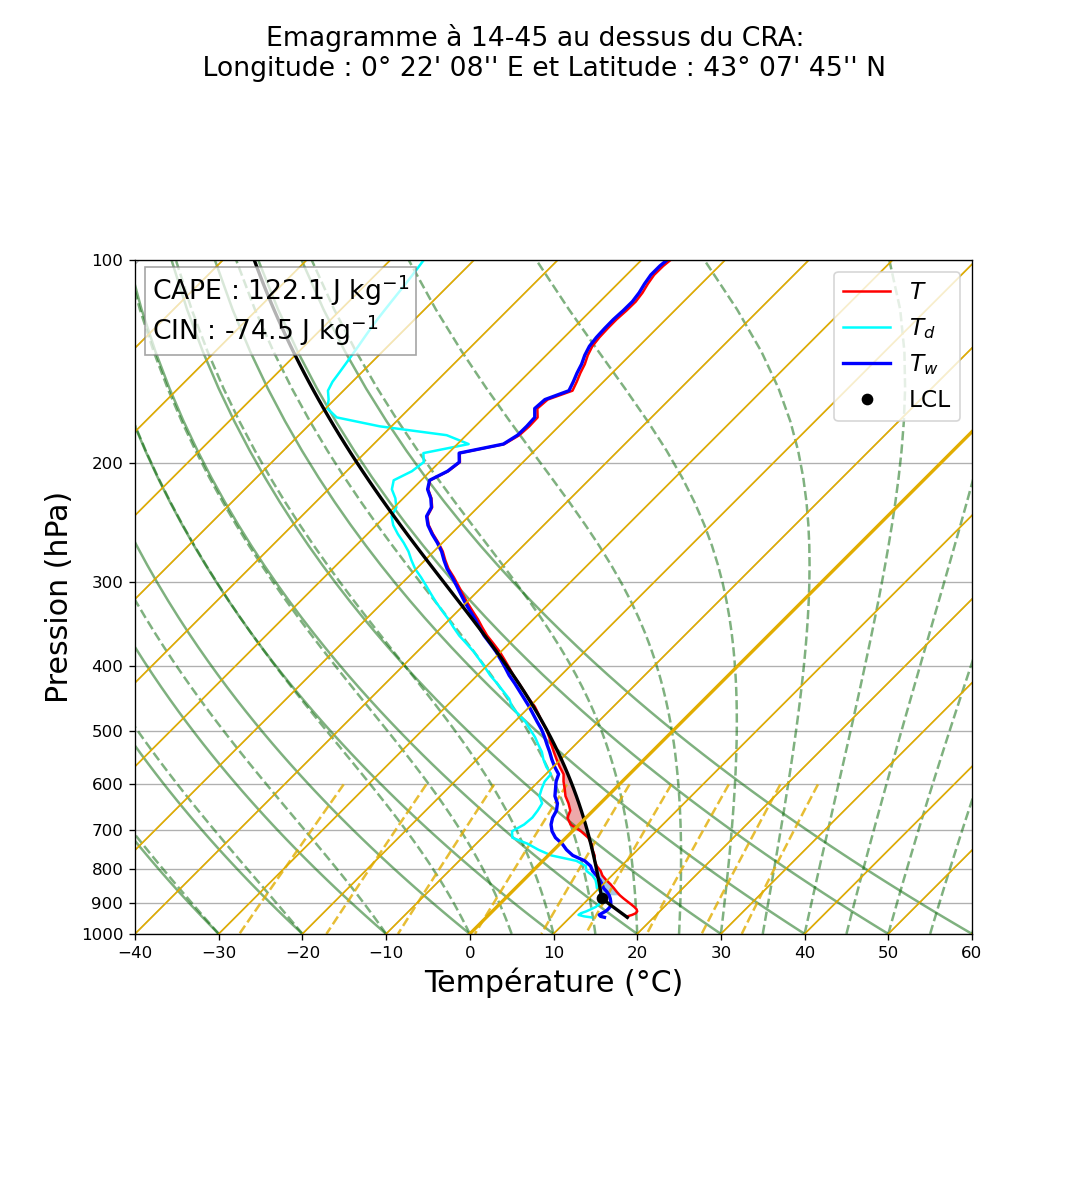 Emagramme à 14-45 au dessus du CRA:
Longitude : 0° 22' 08'' E et Latitude : 43° 07' 45'' N
CAPE : 122.1 J kg⁻¹
CIN : -74.5 J kg⁻¹
T
T_d
T_w
LCL
Pression (hPa)
100
200
300
400
500
600
700
800
900
1000
−40 −30 −20 −10 0 10 20 30 40 50 60
Température (°C)